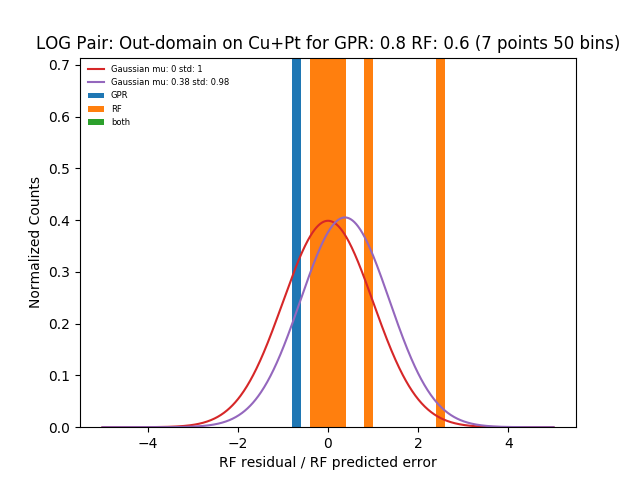 LOG Pair: Out-domain on Cu+Pt for GPR: 0.8 RF: 0.6 (7 points 50 bins)
Gaussian mu: 0 std: 1
Gaussian mu: 0.38 std: 0.98
GPR
RF
both
Normalized Counts
0.7
0.6
0.5
0.4
0.3
0.2
0.1
0.0
−4 −2 0 2 4
RF residual / RF predicted error